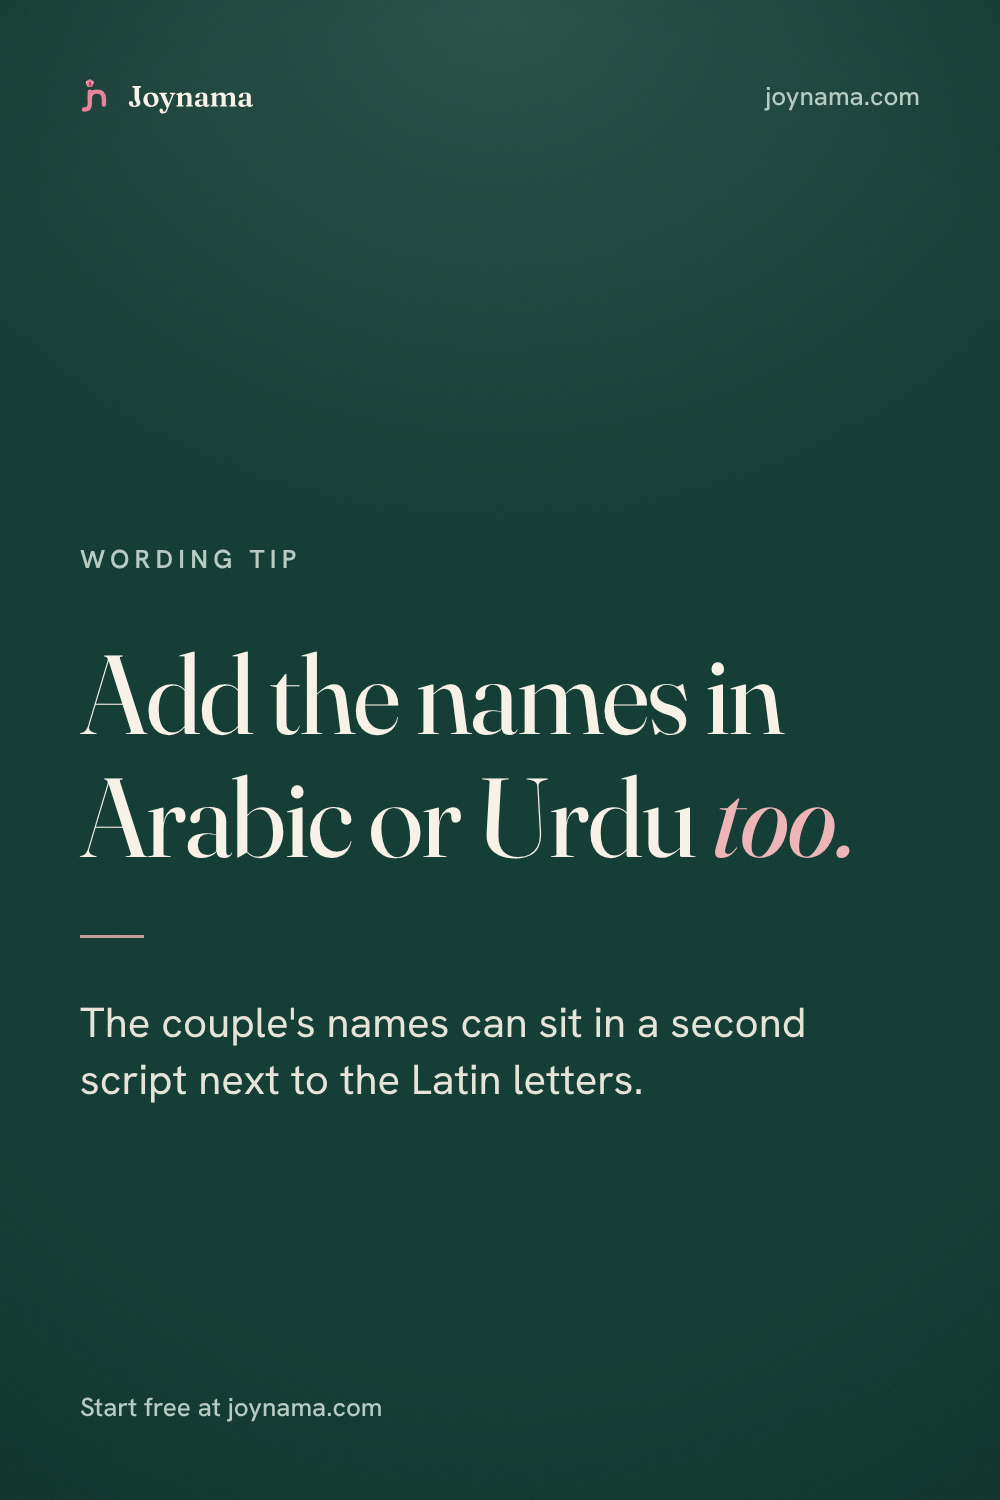 Joynama
joynama.com
WORDING TIP
Add the names in
Arabic or Urdu too.
The couple's names can sit in a second
script next to the Latin letters.
Start free at joynama.com